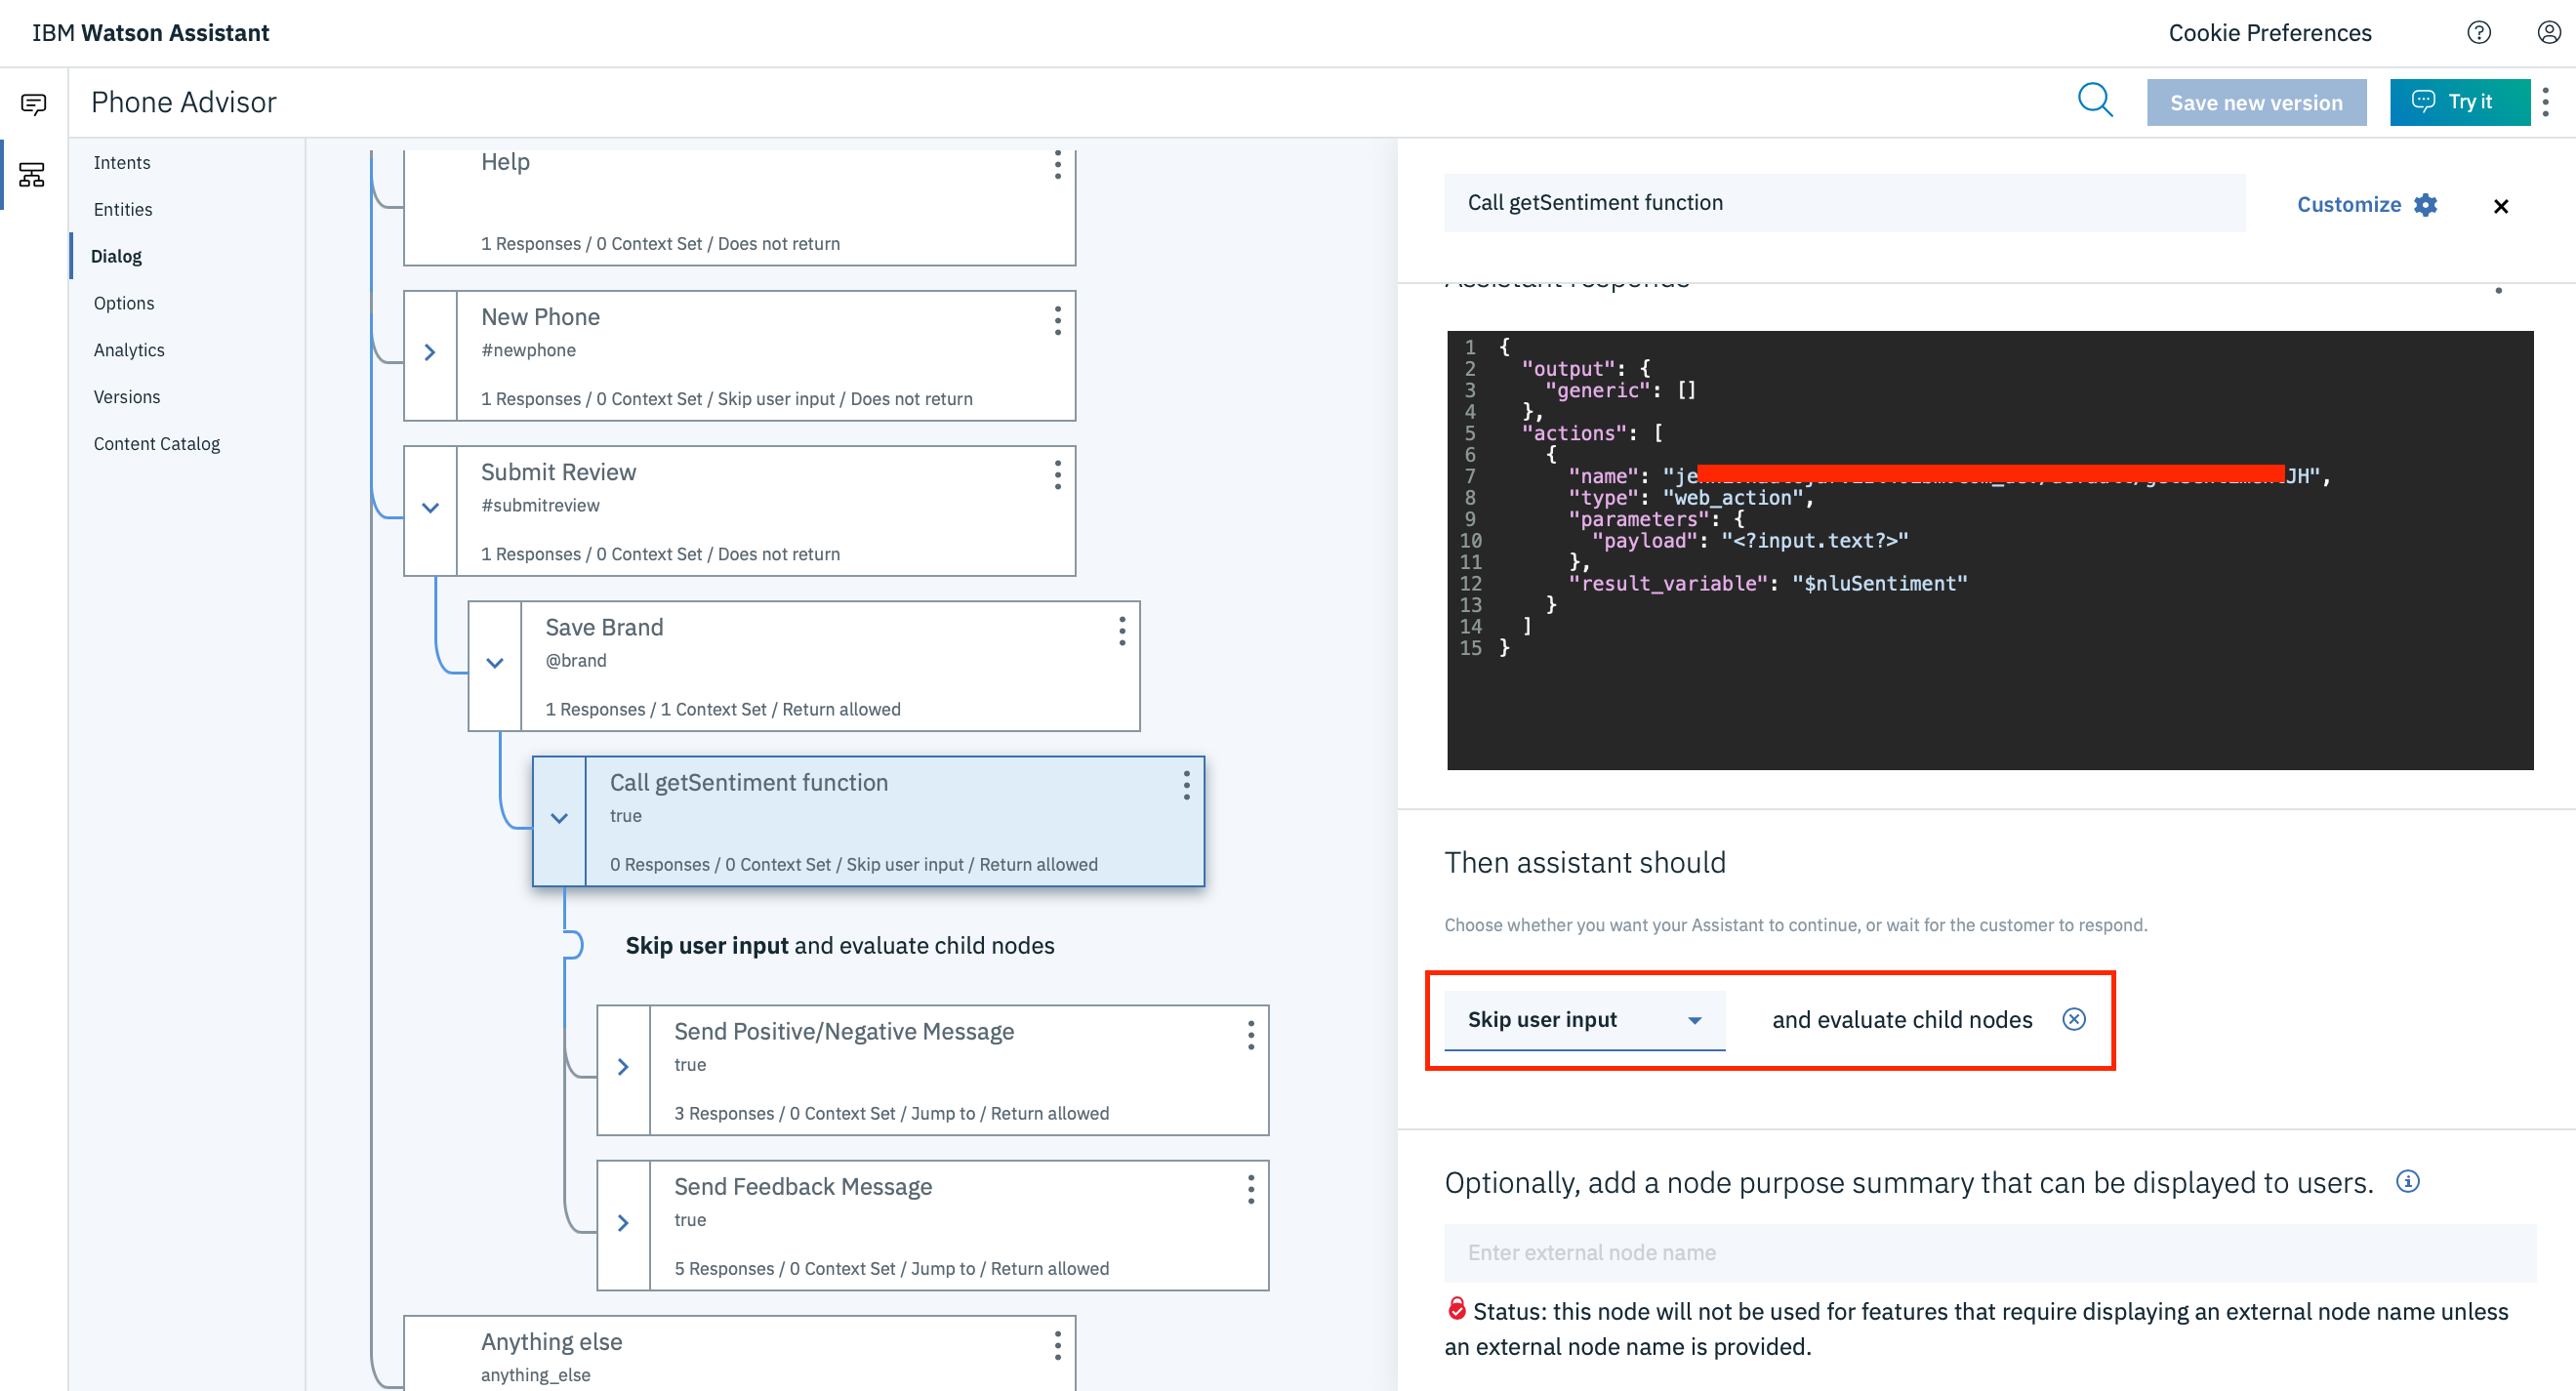 IBM Watson Assistant
Cookie Preferences
Phone Advisor
Save new version
Try it
Intents
Entities
Dialog
Options
Analytics
Versions
Content Catalog
Help
1 Responses / 0 Context Set / Does not return
New Phone
#newphone
1 Responses / 0 Context Set / Skip user input / Does not return
Submit Review
#submitreview
1 Responses / 0 Context Set / Does not return
Save Brand
@brand
1 Responses / 1 Context Set / Return allowed
Call getSentiment function
true
0 Responses / 0 Context Set / Skip user input / Return allowed
Skip user input and evaluate child nodes
Send Positive/Negative Message
true
3 Responses / 0 Context Set / Jump to / Return allowed
Send Feedback Message
true
5 Responses / 0 Context Set / Jump to / Return allowed
Anything else
anything_else
Call getSentiment function
Customize
Assistant responds
1 {
2 "output": {
3 "generic": []
4 },
5 "actions": [
6 {
7 "name": "je JH",
8 "type": "web_action",
9 "parameters": {
10 "payload": "<?input.text?>"
11 },
12 "result_variable": "$nluSentiment"
13 }
14 ]
15 }
Then assistant should
Choose whether you want your Assistant to continue, or wait for the customer to respond.
Skip user input and evaluate child nodes
Optionally, add a node purpose summary that can be displayed to users.
Enter external node name
Status: this node will not be used for features that require displaying an external node name unless
an external node name is provided.